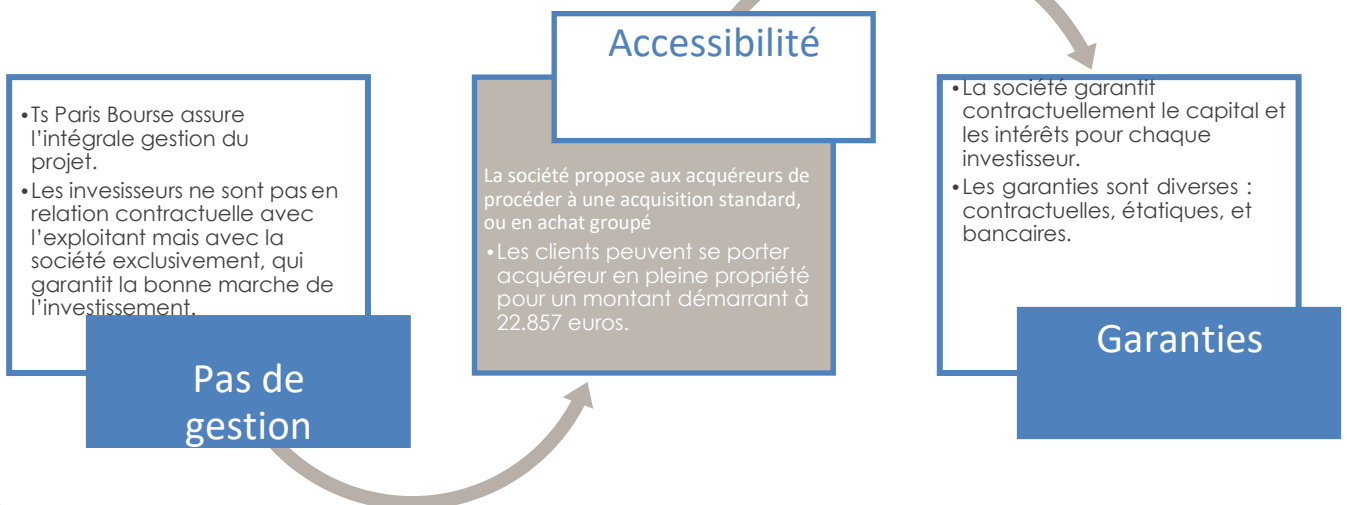 •Ts Paris Bourse assure
l'intégrale gestion du
projet.
•Les invesisseurs ne sont pas en
relation contractuelle avec
l'exploitant mais avec la
société exclusivement, qui
garantit la bonne marche de
l'investissement.
Pas de
gestion
Accessibilité
La société propose aux acquéreurs de
procéder à une acquisition standard,
ou en achat groupé
•Les clients peuvent se porter
acquéreur en pleine propriété
pour un montant démarrant à
22.857 euros.
•La société garantit
contractuellement le capital et
les intérêts pour chaque
investisseur.
•Les garanties sont diverses :
contractuelles, étatiques, et
bancaires.
Garanties